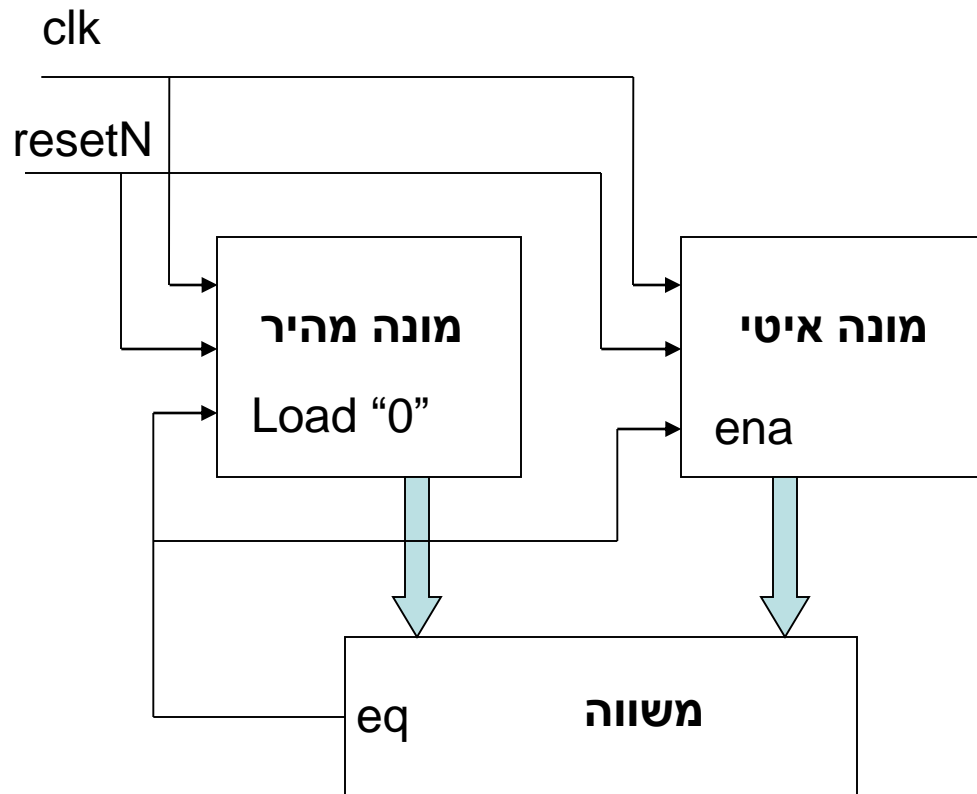 clk
resetN
מונה מהיר
Load “0”
מונה איטי
ena
eq
משווה